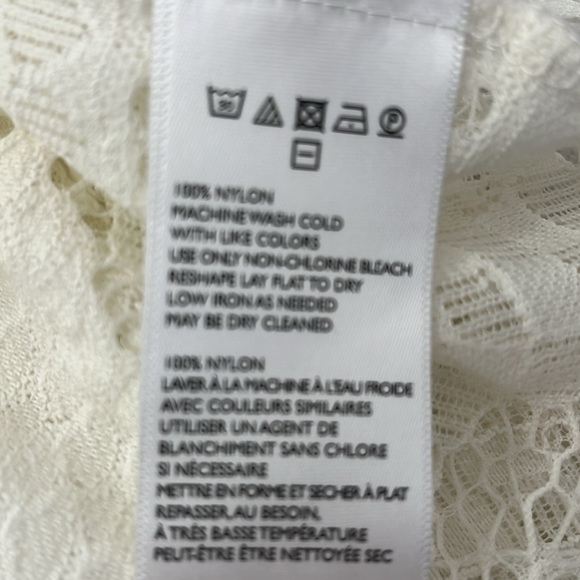 100% NYLON
MACHINE WASH COLD
WITH LIKE COLORS
USE ONLY NON-CHLORINE BLEACH
RESHAPE LAY FLAT TO DRY
LOW IRON AS NEEDED
MAY BE DRY CLEANED
100% NYLON
LAVER À LA MACHINE À L'EAU FROIDE
AVEC COULEURS SIMILAIRES
UTILISER UN AGENT DE
BLANCHIMENT SANS CHLORE
SI NÉCESSAIRE
METTRE EN FORME ET SÉCHER À PLAT
REPASSER AU BESOIN,
À TRÉS BASSE TEMPÉRATURE
PEUT-ÊTRE ÊTRE NETTOYÉE SEC